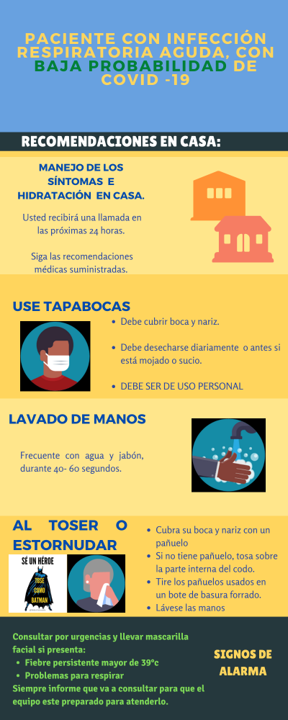 PACIENTE CON INFECCIÓN
RESPIRATORIA AGUDA, CON
BAJA PROBABILIDAD DE
COVID -19
RECOMENDACIONES EN CASA:
MANEJO DE LOS
SÍNTOMAS E
HIDRATACIÓN EN CASA.
Usted recibirá una llamada en
las próximas 24 horas.
Siga las recomendaciones
médicas suministradas.
USE TAPABOCAS
Debe cubrir boca y nariz.
Debe desecharse diariamente o antes si
está mojado o sucio.
DEBE SER DE USO PERSONAL
LAVADO DE MANOS
Frecuente con agua y jabón,
durante 40- 60 segundos.
AL TOSER O
ESTORNUDAR
SÉ UN HÉROE
TOSE
COMO
BATMAN
Cubra su boca y nariz con un
pañuelo
Si no tiene pañuelo, tosa sobre
la parte interna del codo.
Tire los pañuelos usados en
un bote de basura forrado.
Lávese las manos
Consultar por urgencias y llevar mascarilla
facial si presenta:
Fiebre persistente mayor de 39°c
Problemas para respirar
Siempre informe que va a consultar para que el
equipo este preparado para atenderlo.
SIGNOS DE
ALARMA